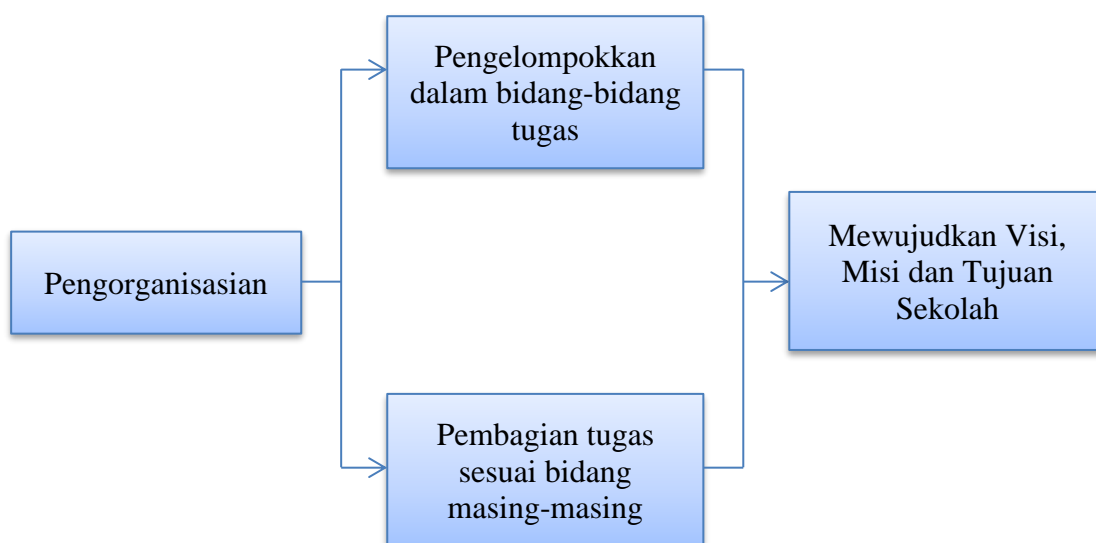 Pengorganisasian
Pengelompokkan
dalam bidang-bidang
tugas
Pembagian tugas
sesuai bidang
masing-masing
Mewujudkan Visi,
Misi dan Tujuan
Sekolah